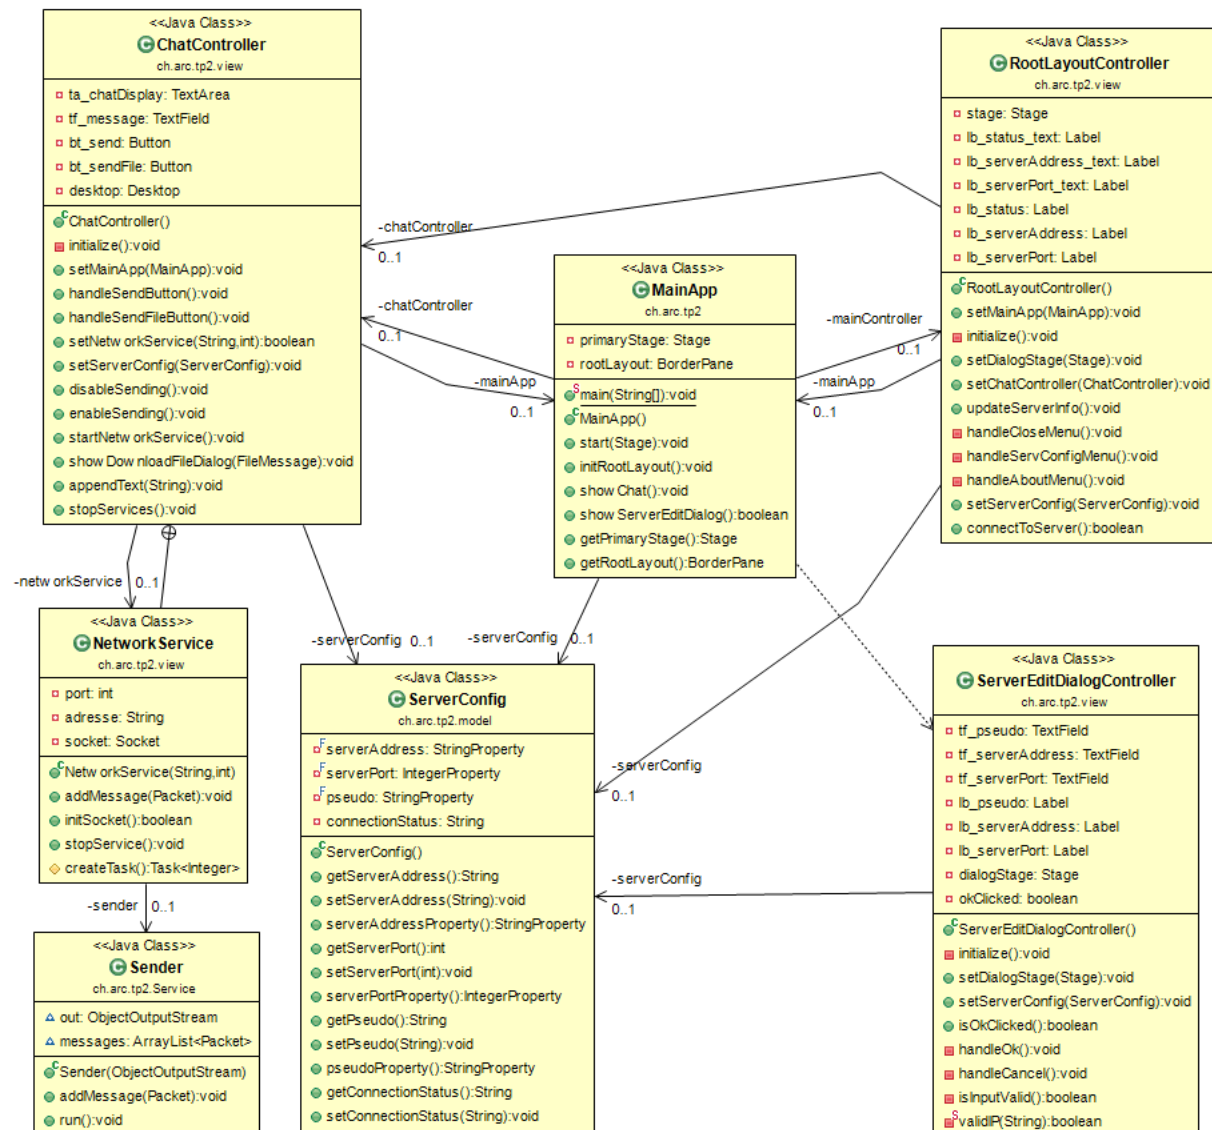 <<Java Class>>
ChatController
ch.arc.tp2.view
ta_chatDisplay: TextArea
tf_message: TextField
bt_send: Button
bt_sendFile: Button
desktop: Desktop
ChatController()
initialize():void
setMainApp(MainApp):void
handleSendButton():void
handleSendFileButton():void
setNetworkService(String,int):boolean
setServerConfig(ServerConfig):void
disableSending():void
enableSending():void
startNetworkService():void
showDownloadFileDialog(FileMessage):void
appendText(String):void
stopServices():void
<<Java Class>>
RootLayoutController
ch.arc.tp2.view
stage: Stage
lb_status_text: Label
lb_serverAddress_text: Label
lb_serverPort_text: Label
lb_status: Label
lb_serverAddress: Label
lb_serverPort: Label
RootLayoutController()
setMainApp(MainApp):void
initialize():void
setDialogStage(Stage):void
setChatController(ChatController):void
updateServerInfo():void
handleCloseMenu():void
handleServConfigMenu():void
handleAboutMenu():void
setServerConfig(ServerConfig):void
connectToServer():boolean
-chatController
0..1
-chatController
0..1
-mainApp
0..1
<<Java Class>>
MainApp
ch.arc.tp2
primaryStage: Stage
rootLayout: BorderPane
main(String[]):void
MainApp()
start(Stage):void
initRootLayout():void
showChat():void
showServerEditDialog():boolean
getPrimaryStage():Stage
getRootLayout():BorderPane
-mainController
0..1
-mainApp
0..1
-networkService
0..1
-serverConfig 0..1
-serverConfig 0..1
<<Java Class>>
NetworkService
ch.arc.tp2.view
port: int
adresse: String
socket: Socket
NetworkService(String,int)
addMessage(Packet):void
initSocket():boolean
stopService():void
createTask():Task<Integer>
-sender
0..1
<<Java Class>>
Sender
ch.arc.tp2.Service
out: ObjectOutputStream
messages: ArrayList<Packet>
Sender(ObjectOutputStream)
addMessage(Packet):void
run():void
<<Java Class>>
ServerConfig
ch.arc.tp2.model
serverAddress: StringProperty
serverPort: IntegerProperty
pseudo: StringProperty
connectionStatus: String
ServerConfig()
getServerAddress():String
setServerAddress(String):void
serverAddressProperty():StringProperty
getServerPort():int
setServerPort(int):void
serverPortProperty():IntegerProperty
getPseudo():String
setPseudo(String):void
pseudoProperty():StringProperty
getConnectionStatus():String
setConnectionStatus(String):void
-serverConfig
0..1
-serverConfig
0..1
<<Java Class>>
ServerEditDialogController
ch.arc.tp2.view
tf_pseudo: TextField
tf_serverAddress: TextField
tf_serverPort: TextField
lb_pseudo: Label
lb_serverAddress: Label
lb_serverPort: Label
dialogStage: Stage
okClicked: boolean
ServerEditDialogController()
initialize():void
setDialogStage(Stage):void
setServerConfig(ServerConfig):void
isOkClicked():boolean
handleOk():void
handleCancel():void
isInputValid():boolean
validIP(String):boolean